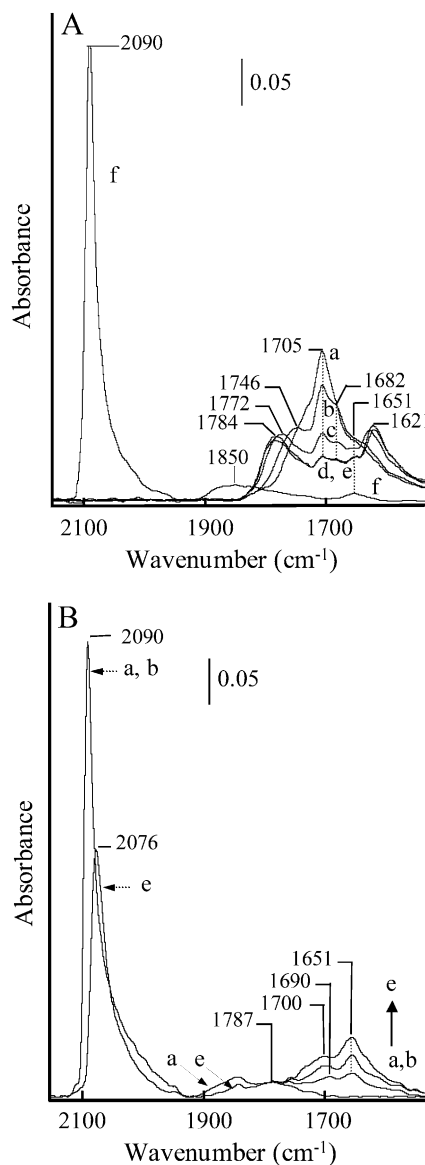 A
2090
0.05
f
1705
a
1746
1682
1772
b
1651
1784
c
1621
1850
d, e
f
Absorbance
2100
1900
1700
Wavenumber (cm-1)
B
2090
a, b
0.05
2076
e
1651
1690
e
1787
1700
a
e
a,b
Absorbance
2100
1900
1700
Wavenumber (cm-1)